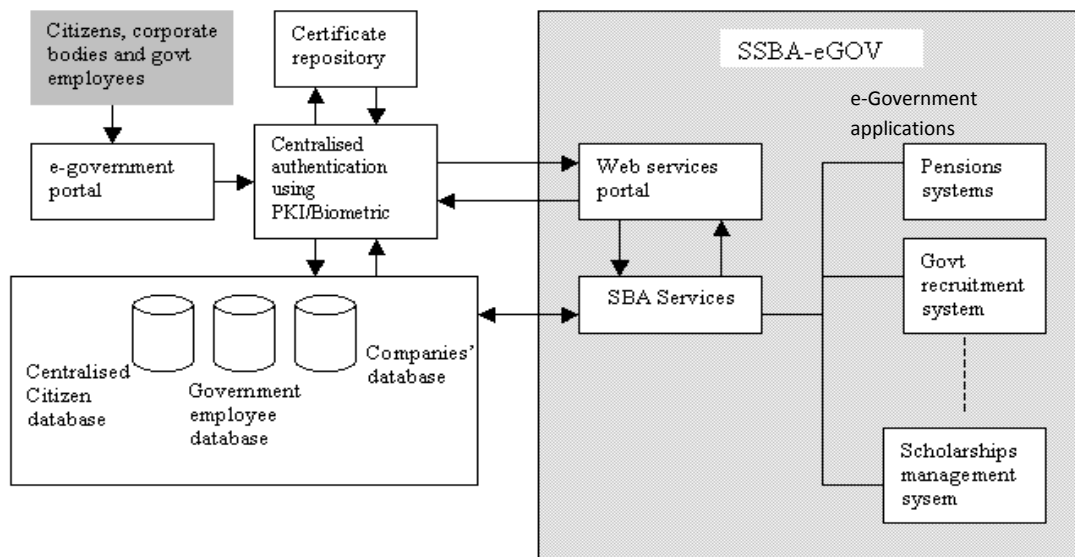 Citizens, corporate
bodies and govt
employees
Certificate
repository
SSBA-eGOV
e-Government
applications
e-government
portal
Centralised
authentication
using
PKI/Biometric
Web services
portal
Pensions
systems
Govt
recruitment
system
SBA Services
Centralised
Citizen
database
Government
employee
database
Companies’
database
Scholarships
management
sysem